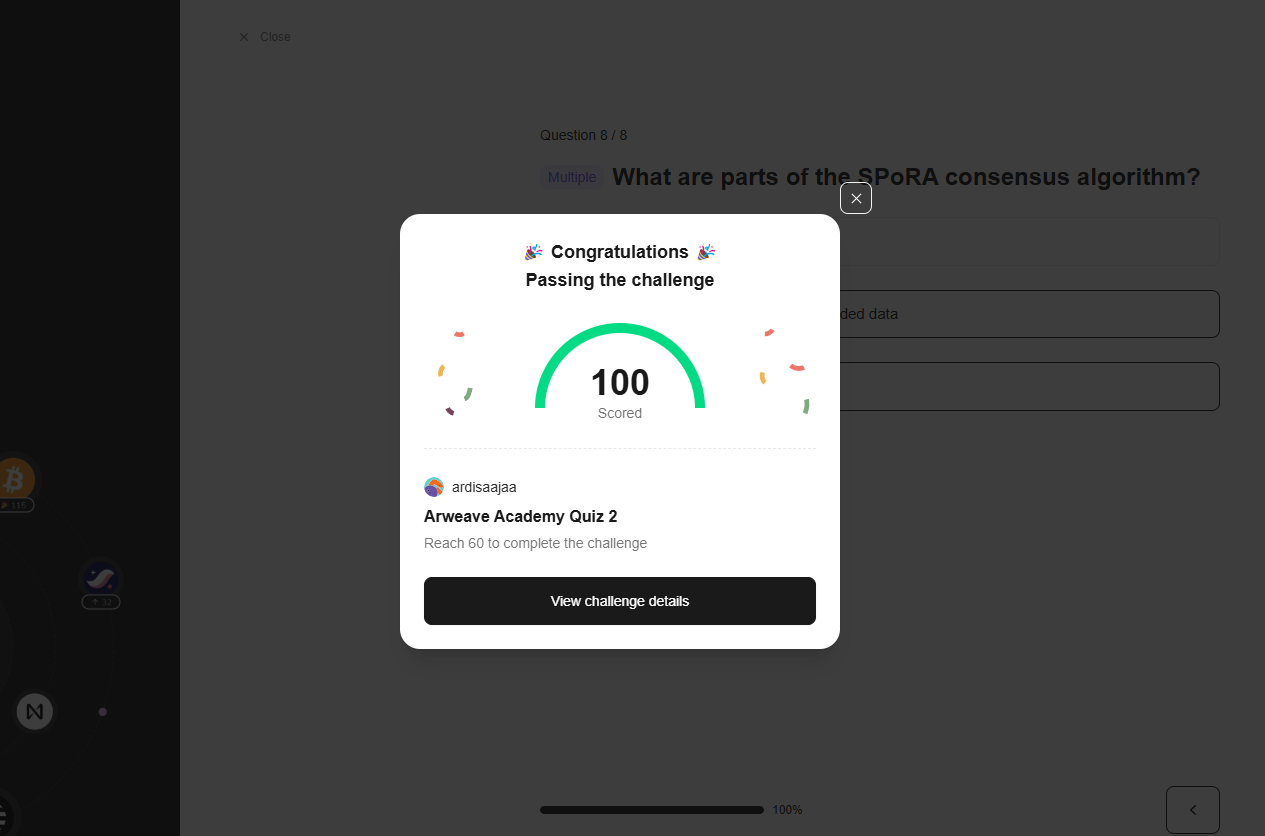 Close
Question 8 / 8
Multiple What are parts of the SPoRA consensus algorithm?
ded data
Congratulations
Passing the challenge
100
Scored
ardisaajaa
Arweave Academy Quiz 2
Reach 60 to complete the challenge
View challenge details
115
32
100%